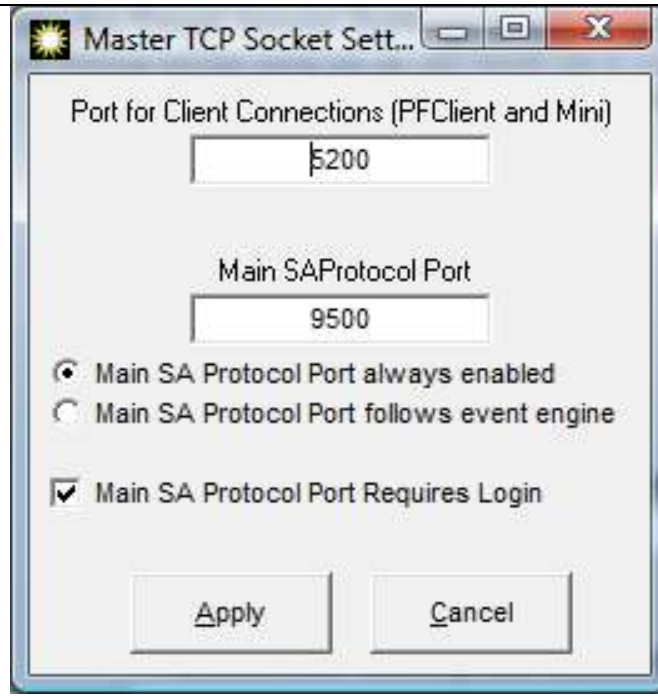 Master TCP Socket Sett...
Port for Client Connections (PFClient and Mini)
5200
Main SAProtocol Port
9500
Main SA Protocol Port always enabled
Main SA Protocol Port follows event engine
Main SA Protocol Port Requires Login
Apply
Cancel